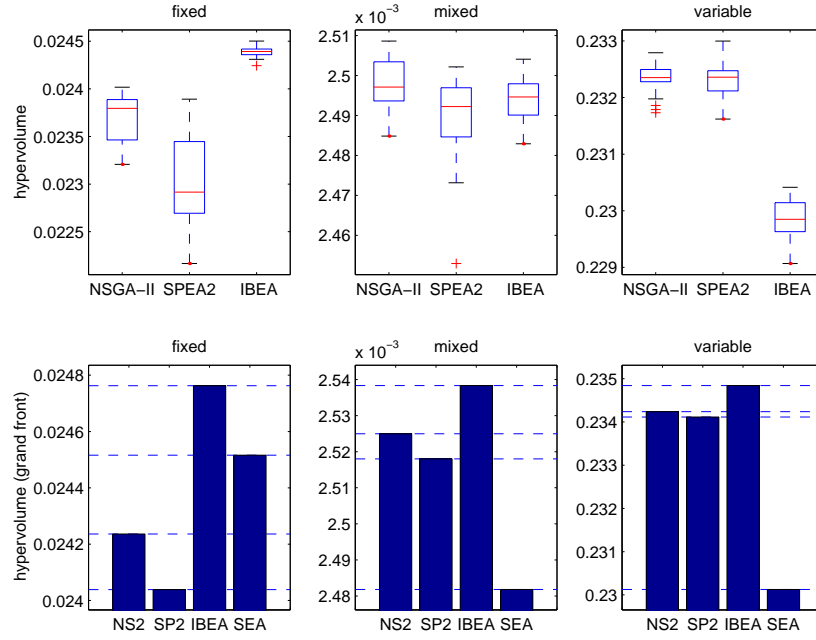 fixed
mixed
variable
hypervolume
0.0245
0.024
0.0235
0.023
0.0225
NSGA−II SPEA2 IBEA
x 10−3
2.51
2.5
2.49
2.48
2.47
2.46
NSGA−II SPEA2 IBEA
0.233
0.232
0.231
0.23
0.229
NSGA−II SPEA2 IBEA
fixed
mixed
variable
hypervolume (grand front)
0.0248
0.0246
0.0244
0.0242
0.024
NS2 SP2 IBEA SEA
x 10−3
2.54
2.53
2.52
2.51
2.5
2.49
2.48
NS2 SP2 IBEA SEA
0.235
0.234
0.233
0.232
0.231
0.23
NS2 SP2 IBEA SEA